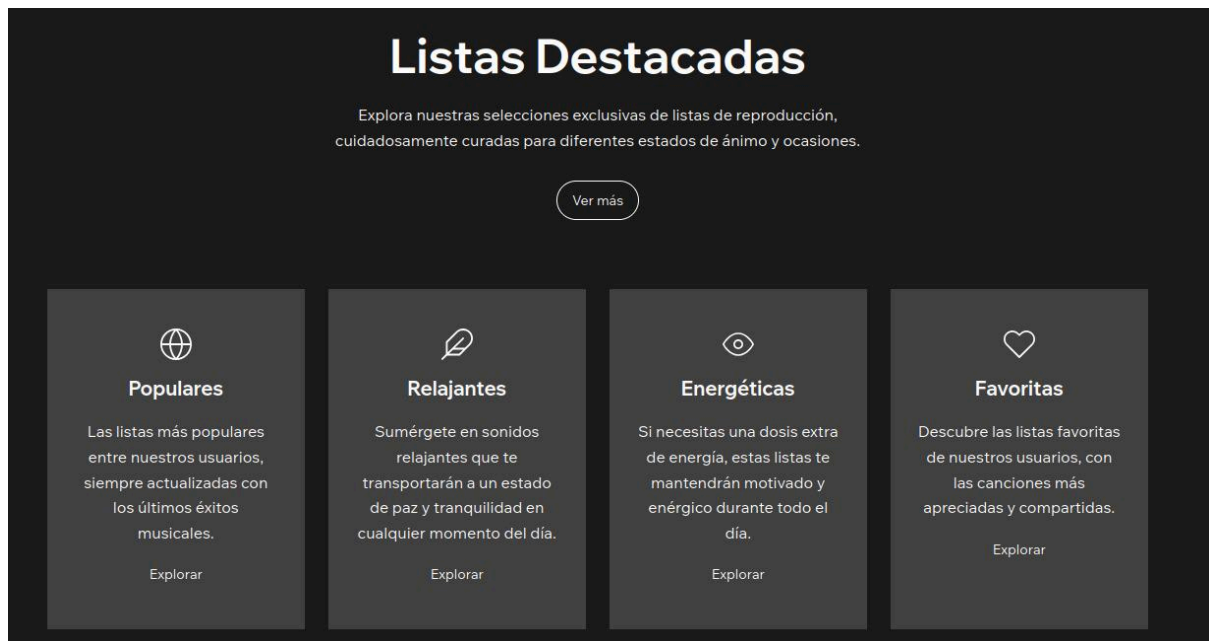 Listas Destacadas
Explora nuestras selecciones exclusivas de listas de reproducción,
cuidadosamente curadas para diferentes estados de ánimo y ocasiones.
Ver más
Populares
Las listas más populares
entre nuestros usuarios,
siempre actualizadas con
los últimos éxitos
musicales.
Explorar
Relajantes
Sumérgete en sonidos
relajantes que te
transportarán a un estado
de paz y tranquilidad en
cualquier momento del día.
Explorar
Energéticas
Si necesitas una dosis extra
de energía, estas listas te
mantendrán motivado y
enérgico durante todo el
día.
Explorar
Favoritas
Descubre las listas favoritas
de nuestros usuarios, con
las canciones más
apreciadas y compartidas.
Explorar